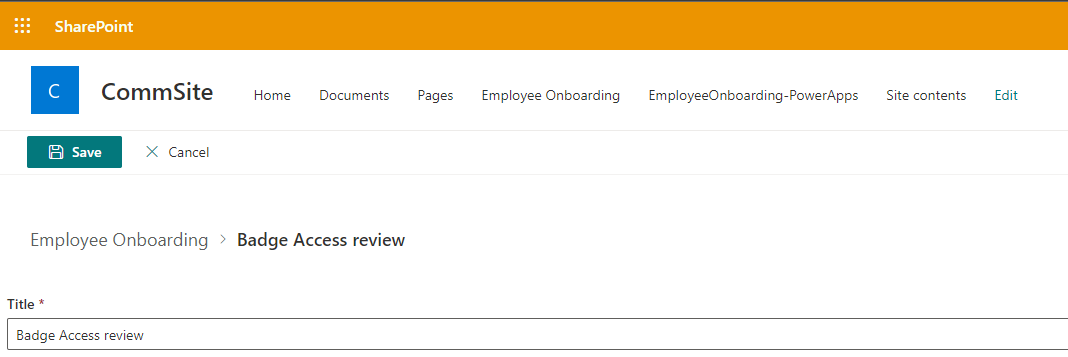 SharePoint
C
CommSite
Home Documents Pages Employee Onboarding EmployeeOnboarding-PowerApps Site contents Edit
Save Cancel
Employee Onboarding > Badge Access review
Title *
Badge Access review